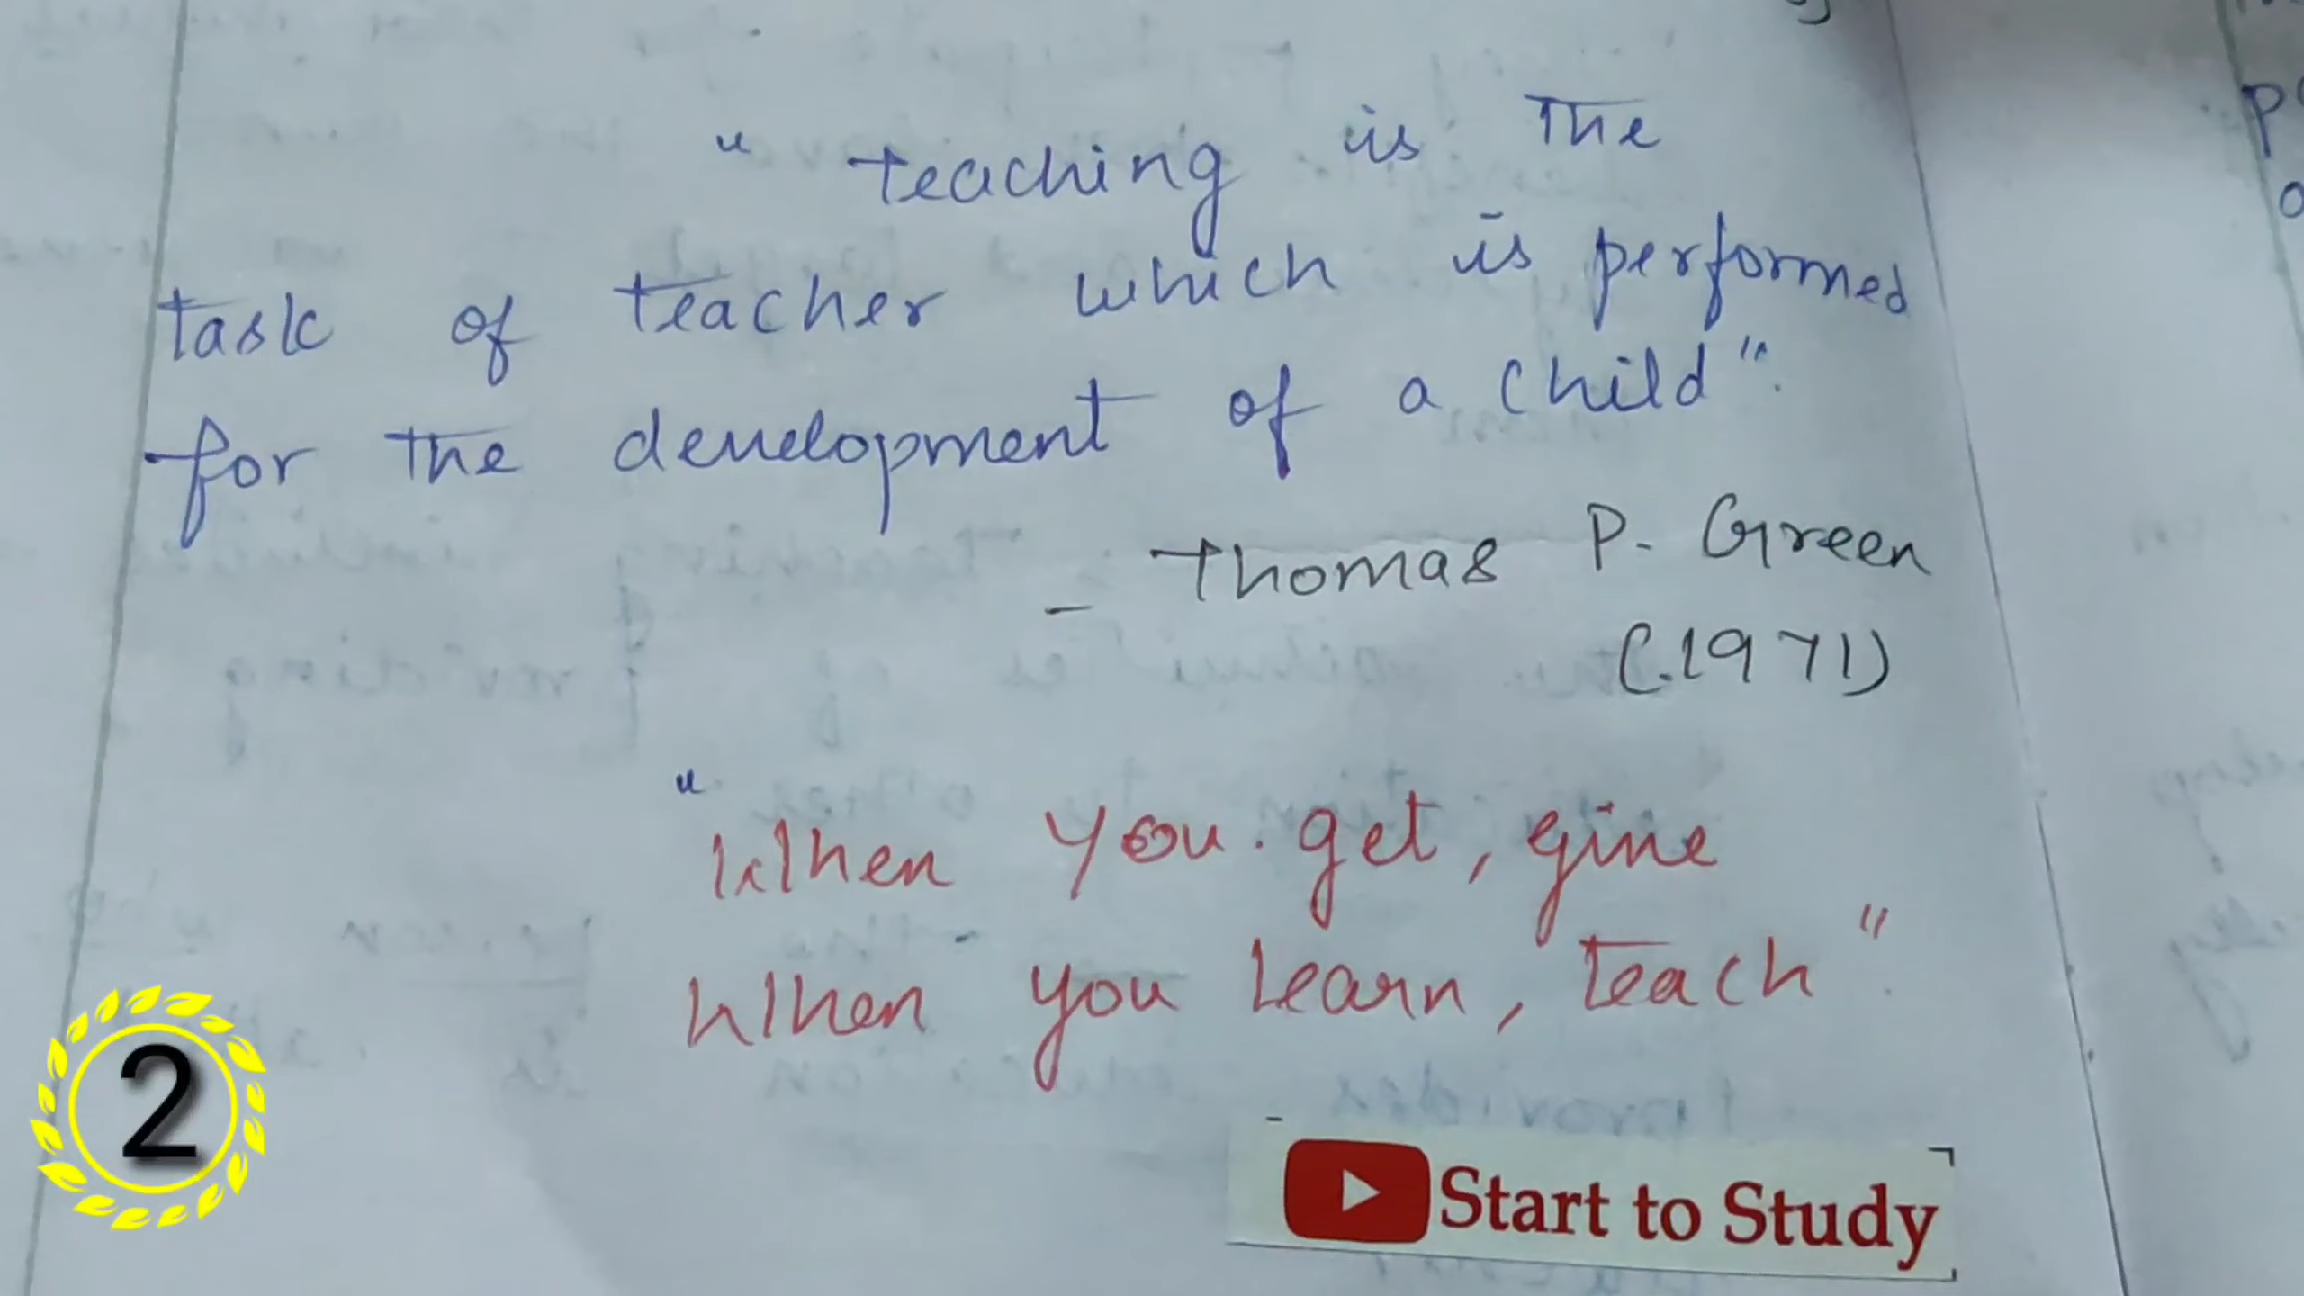 " Teaching is the
task of teacher which is performed
for the development of a child".
- Thomas P. Green
(1971)
"When you get, give
When you learn, teach".
2
Start to Study